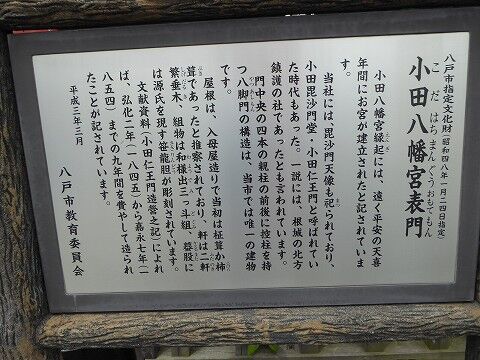 八戸市指定文化財(昭和四八年一月二四日指定)
こだはちまんぐうおもてもん
小田八幡宮表門
小田八幡宮縁起には、遠く平安の天喜
年間にお宮が建立されたと記されていま
す。
当社には、毘沙門天像も祀られており、
小田毘沙門堂・小田仁王門と呼ばれてい
た時代もあった。一説には、根城の北方
鎮護の社であったとも言われています。
門中央の四本の親柱の前後に控柱を持
つ八脚門の構造は、当市では唯一の建物
です。
屋根は、入母屋造りで当初は柾葺か柿
葺であったと推察されており、軒は二軒
繁垂木、組物は和様出三っ斗組、蟇股に
は源氏を現す笹龍胆が彫刻されています。
文献資料(小田仁王門造営之記)によれ
ば、弘化二年(一八四五)から嘉永七年(一
八五四)までの九年間を費やして造られ
たことが記されています。
平成三年三月
八戸市教育委員会